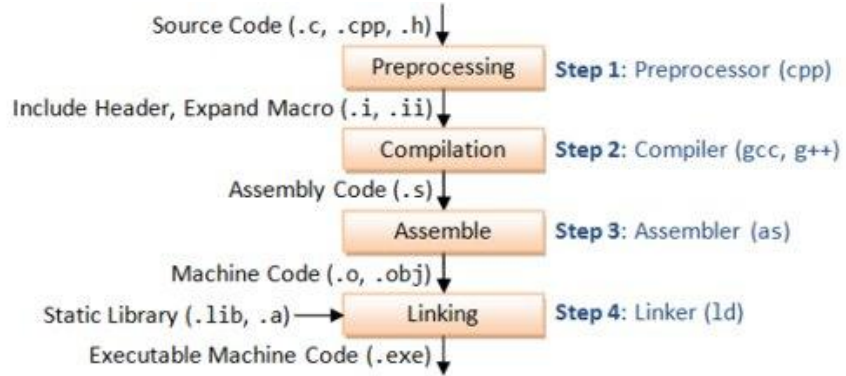 Source Code (.c, .cpp, .h)
Preprocessing
Step 1: Preprocessor (cpp)
Include Header, Expand Macro (.i, .ii)
Compilation
Step 2: Compiler (gcc, g++)
Assembly Code (.s)
Assemble
Step 3: Assembler (as)
Machine Code (.o, .obj)
Static Library (.lib, .a)
Linking
Step 4: Linker (ld)
Executable Machine Code (.exe)